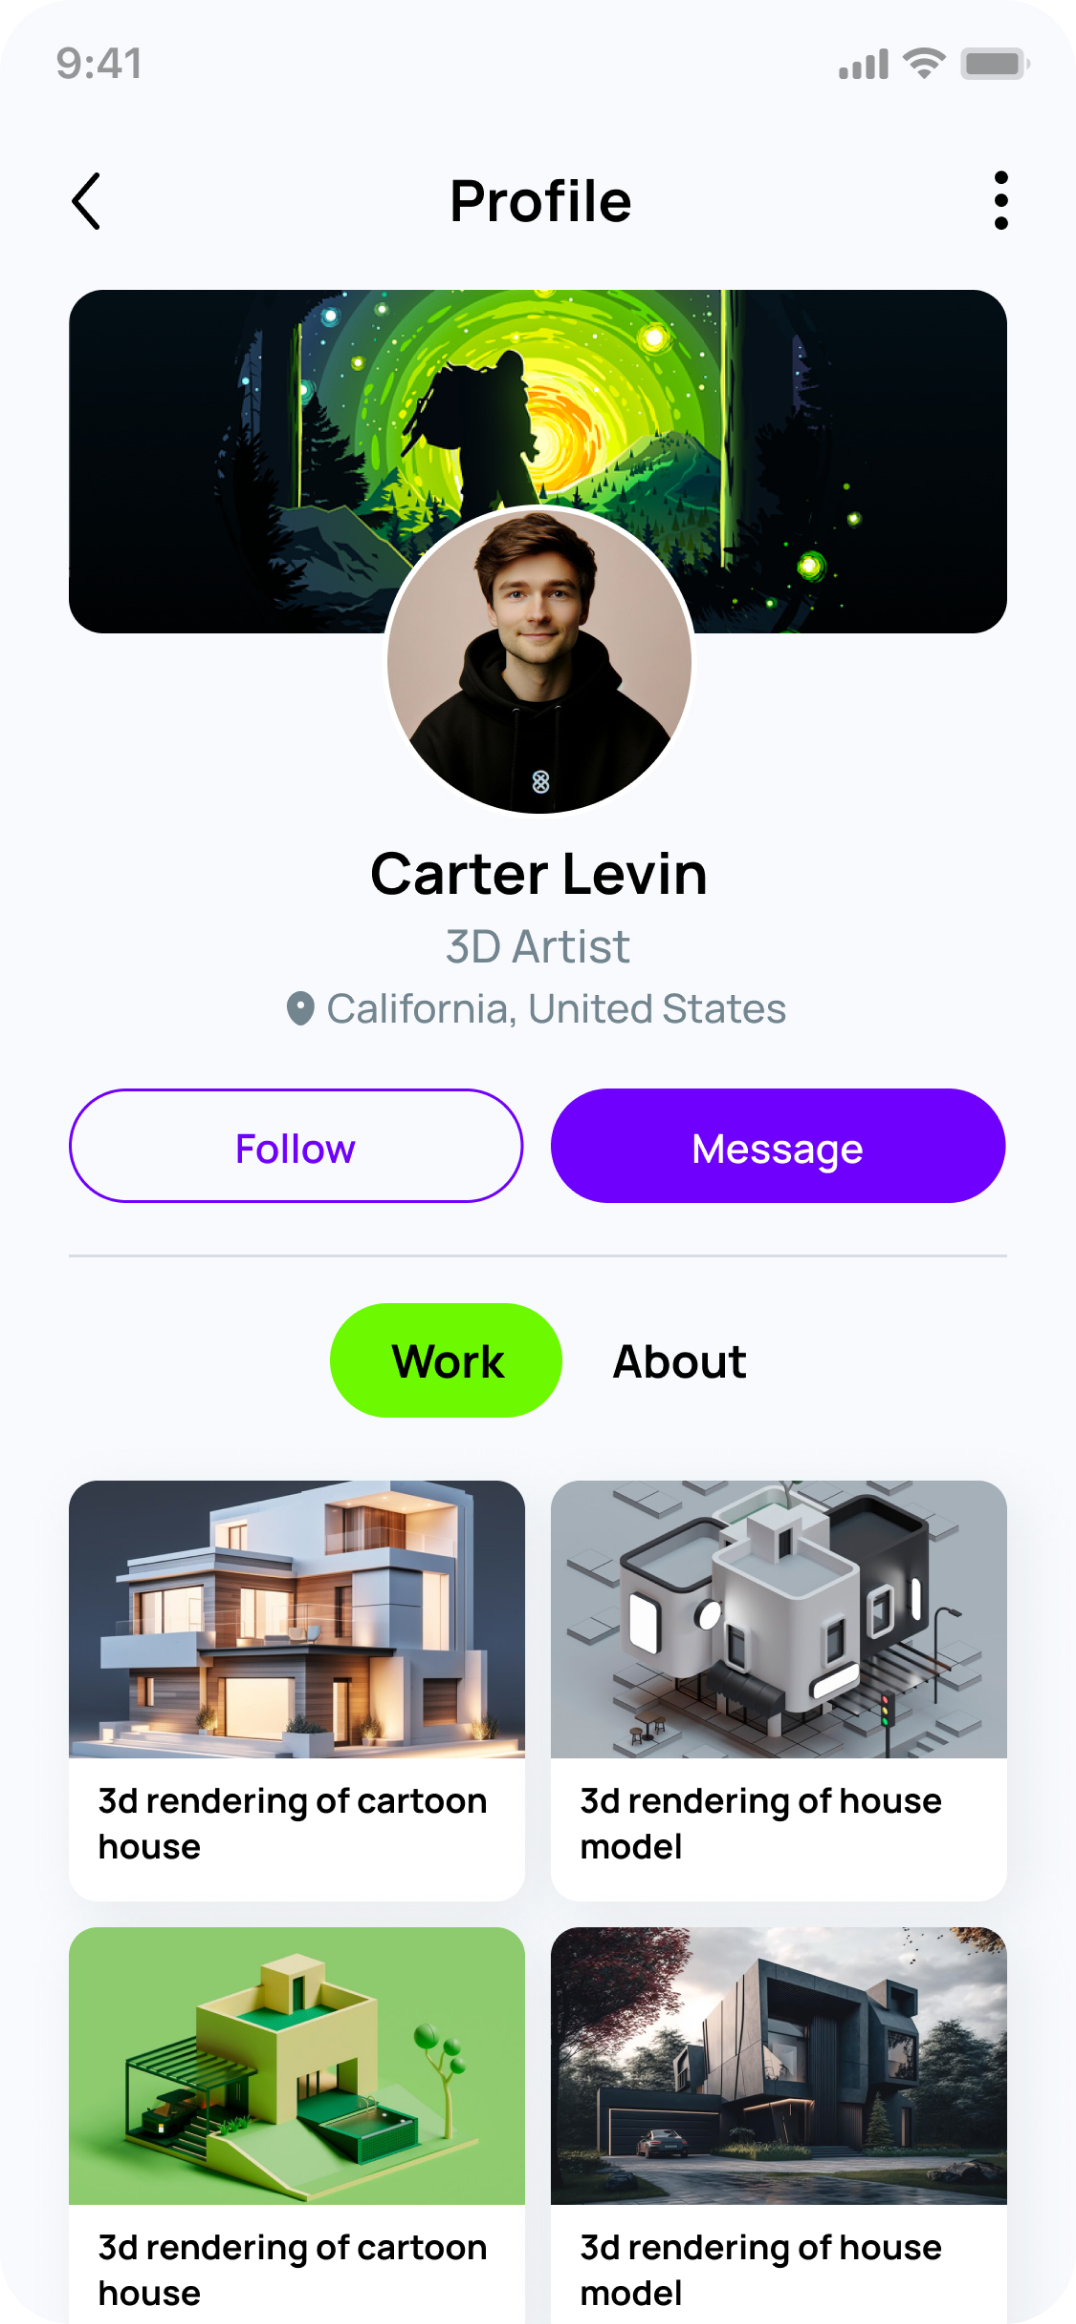 9:41
Profile
Carter Levin
3D Artist
California, United States
Follow
Message
Work
About
3d rendering of cartoon
house
3d rendering of house
model
3d rendering of cartoon
house
3d rendering of house
model